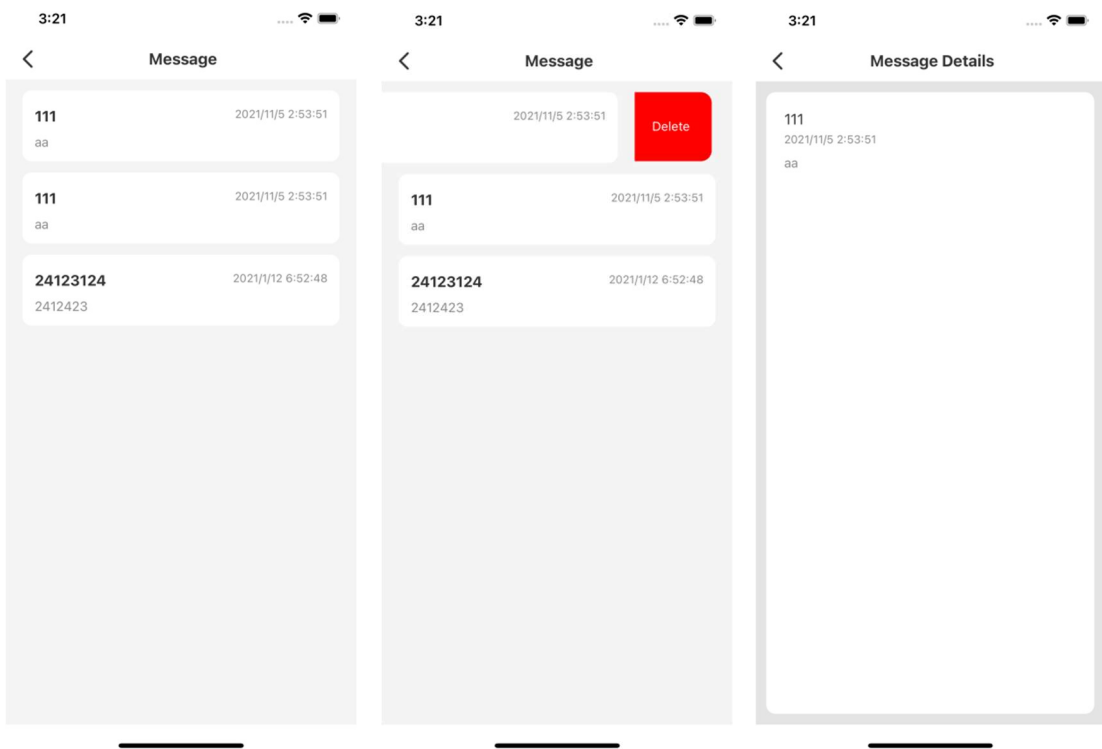 3:21
Message
111 2021/11/5 2:53:51
aa
111 2021/11/5 2:53:51
aa
24123124 2021/1/12 6:52:48
2412423
3:21
Message
2021/11/5 2:53:51 Delete
111 2021/11/5 2:53:51
aa
24123124 2021/1/12 6:52:48
2412423
3:21
Message Details
111
2021/11/5 2:53:51
aa